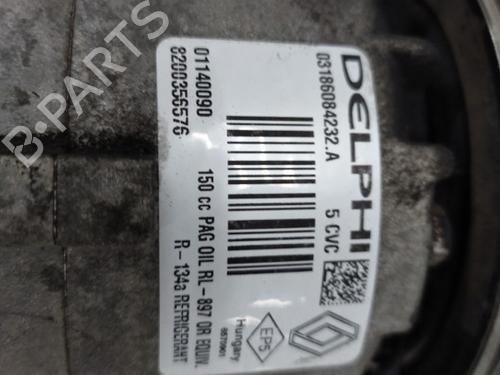 DELPHI
03186084232.A
5 CVC
01140090
8200356576
150 cc PAG OIL RL-897 OR EQUIV.
R-134a REFRIGERANT
EPS
Hungary
6570901
B-PARTS